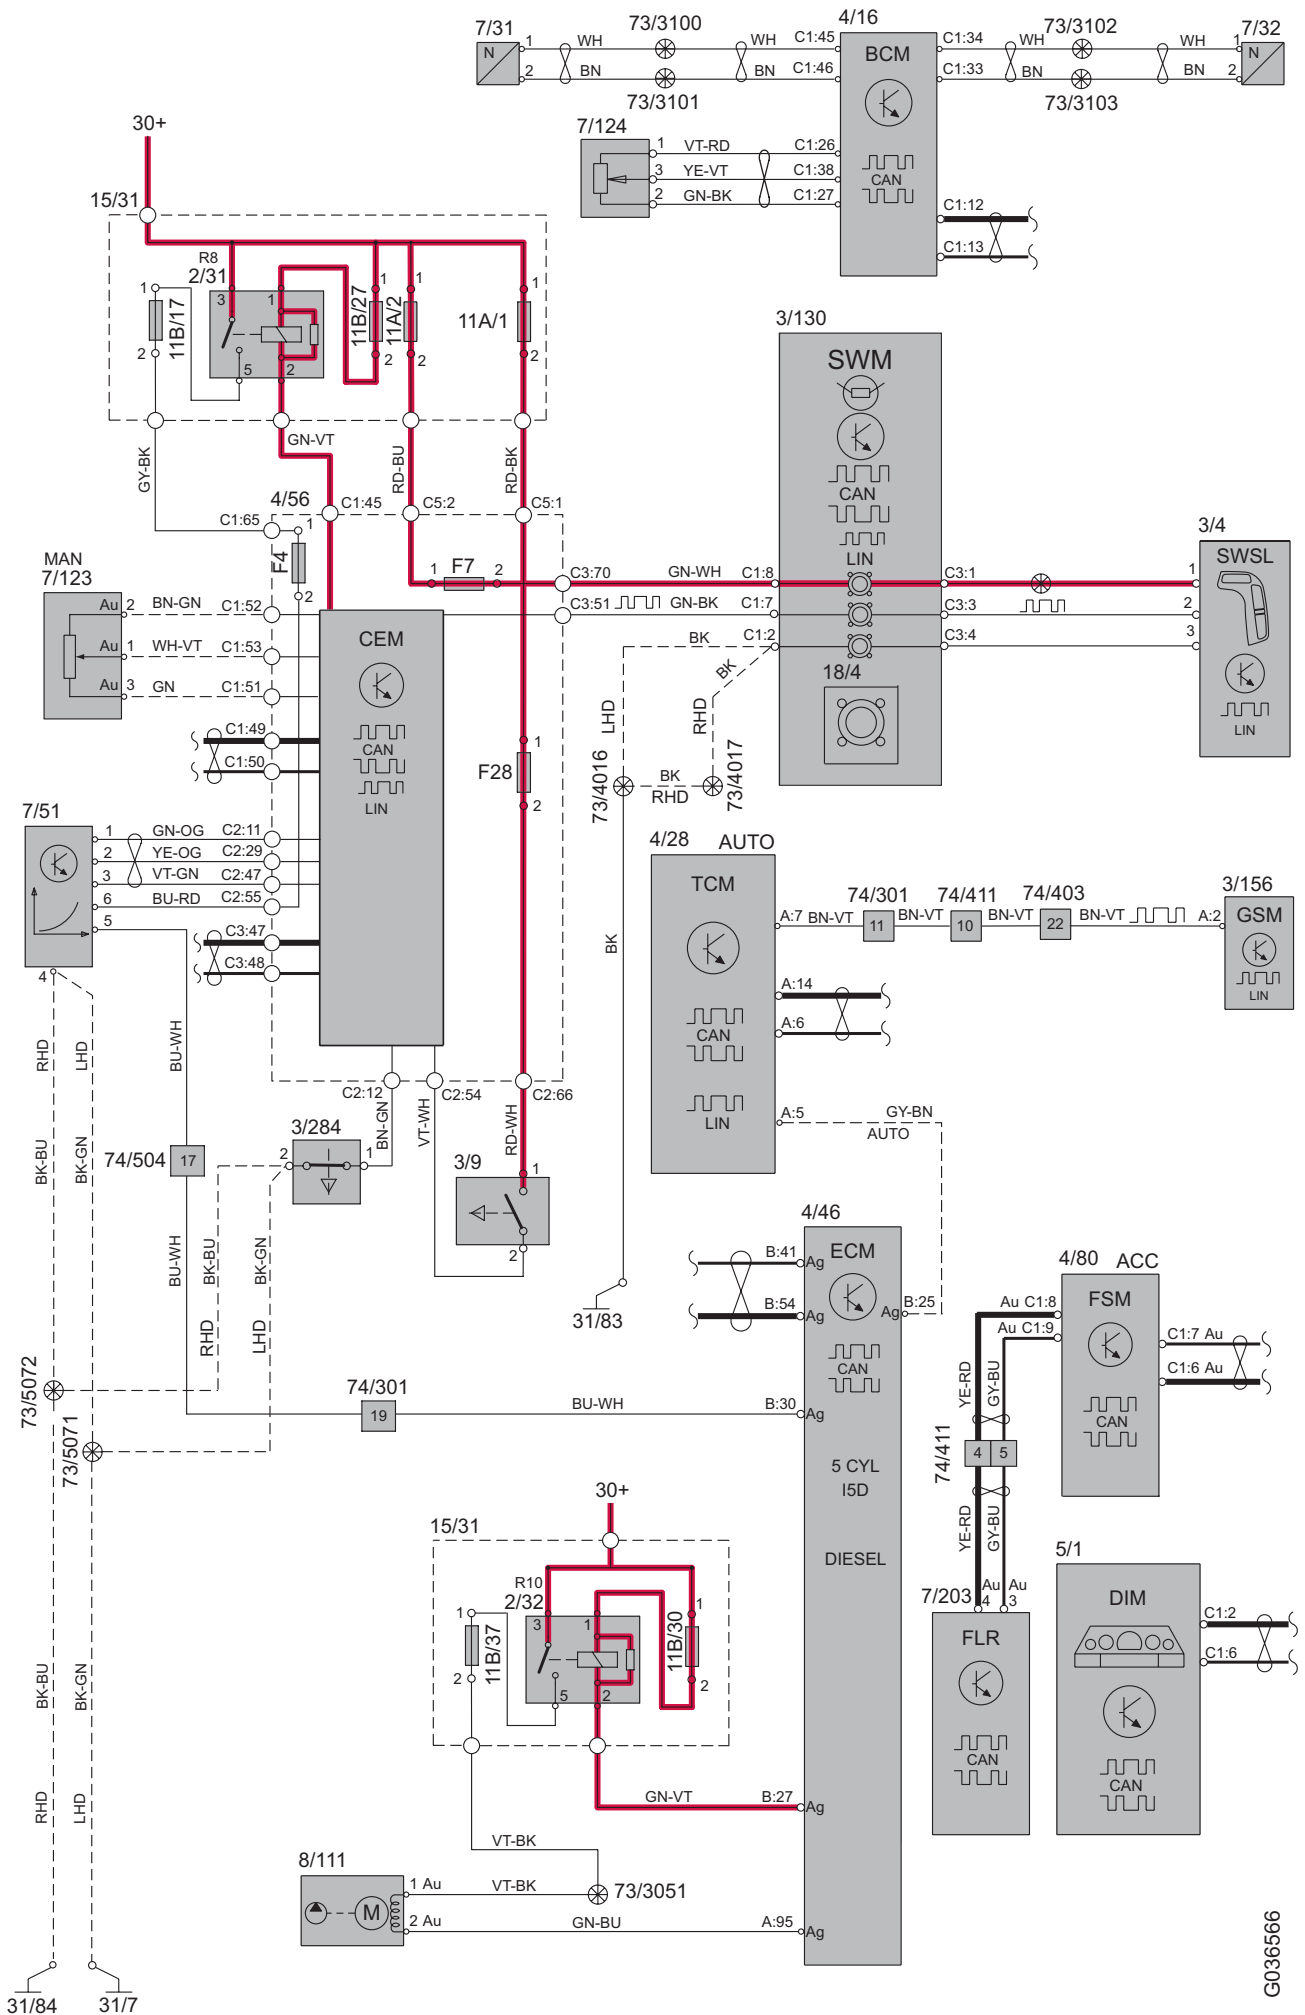 7/31
73/3100
4/16
73/3102
7/32
N
1 WH WH C1:45
BCM
C1:34 WH WH 1
N
2 BN BN C1:46
C1:33 BN BN 2
73/3101
73/3103
7/124
1 VT-RD C1:26
3 YE-VT C1:38
2 GN-BK C1:27
CAN
C1:12
C1:13
30+
15/31
R8
2/31
1
3
1
5
2
2
11B/17
1
11B/27
2
1
11A/2
2
11A/1
1
2
GN-VT
GY-BK
RD-BU
RD-BK
3/130
SWM
CAN
LIN
18/4
4/56
C1:45
C5:2
C5:1
C1:65
1
F4
2
1 F7 2
C3:70 GN-WH C1:8
C3:1 1
C3:51 GN-BK C1:7
C3:3 2
BK C1:2
C3:4 3
BK
LHD
RHD
3/4
SWSL
LIN
MAN
7/123
Au 2 BN-GN C1:52
Au 1 WH-VT C1:53
Au 3 GN C1:51
CEM
CAN
LIN
C1:49
C1:50
1
F28
2
73/4016
BK
RHD
73/4017
7/51
1 GN-OG C2:11
2 YE-OG C2:29
3 VT-GN C2:47
6 BU-RD C2:55
5
4
C3:47
C3:48
BK
4/28 AUTO
TCM
CAN
LIN
A:7 BN-VT
74/301
11
BN-VT
74/411
10
BN-VT
74/403
22
BN-VT
A:2
3/156
GSM
LIN
A:14
A:6
A:5
GY-BN
AUTO
RHD
LHD
BU-WH
BK-BU
BK-GN
C2:12
C2:54
C2:66
BN-GN
VT-WH
RD-WH
3/284
2
1
74/504
17
3/9
1
2
BU-WH
BK-BU
BK-GN
RHD
LHD
31/83
4/46
ECM
B:41 Ag
B:54 Ag
Ag B:25
CAN
4/80 ACC
FSM
Au C1:8
Au C1:9
C1:7 Au
C1:6 Au
CAN
YE-RD
GY-BU
73/5072
73/5071
74/301
19
BU-WH
B:30 Ag
74/411
4
5
YE-RD
GY-BU
5 CYL
I5D
DIESEL
30+
15/31
R10
2/32
1
3
1
5
2
2
11B/37
1
11B/30
2
7/203
Au
4
Au
3
FLR
CAN
5/1
DIM
CAN
C1:2
C1:6
BK-BU
BK-GN
RHD
LHD
GN-VT B:27 Ag
VT-BK
8/111
1 Au VT-BK
73/3051
M
2 Au GN-BU A:95 Ag
31/84
31/7
G036566